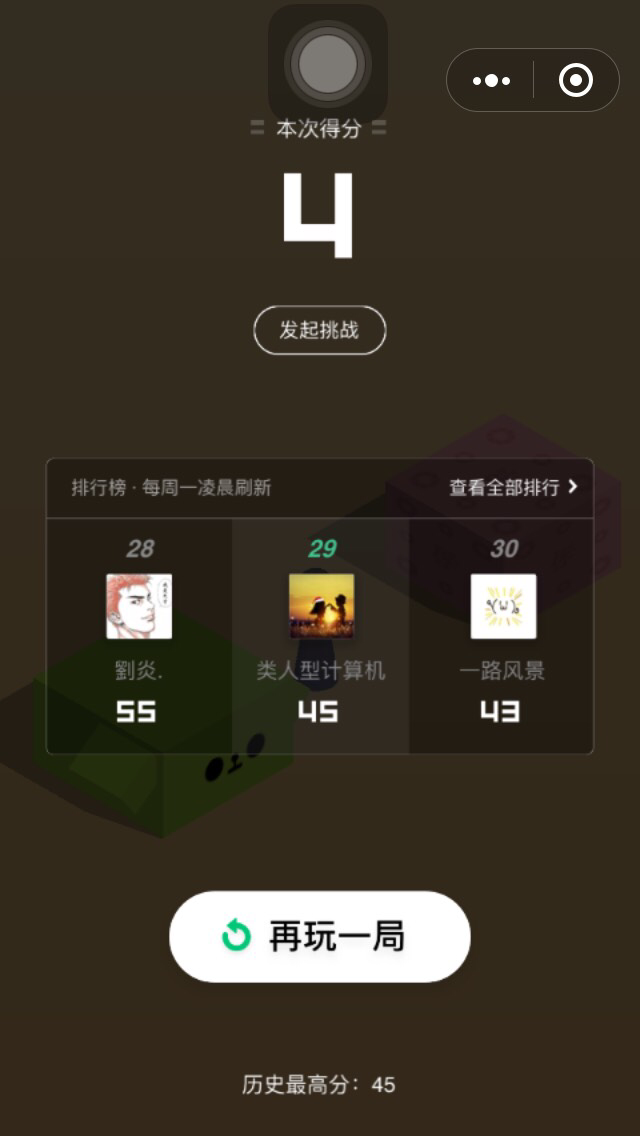 本次得分
4
发起挑战
排行榜 · 每周一凌晨刷新
查看全部排行
28 29 30
劉炎. 类人型计算机 一路风景
55 45 43
再玩一局
历史最高分：45